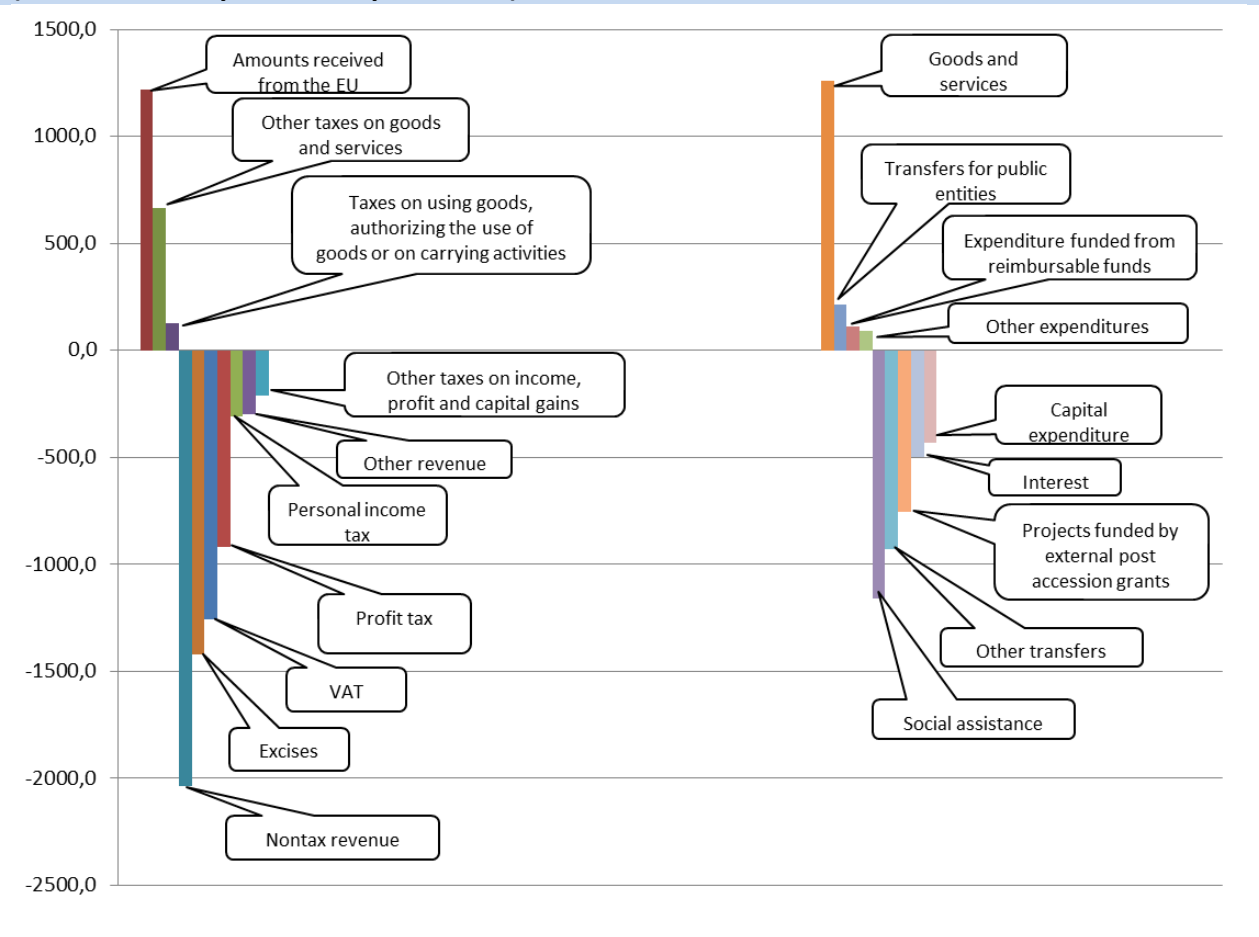 1500,0
1000,0
500,0
0,0
-500,0
-1000,0
-1500,0
-2000,0
-2500,0
Amounts received
from the EU
Other taxes on goods
and services
Taxes on using goods,
authorizing the use of
goods or on carrying activities
Other taxes on income,
profit and capital gains
Other revenue
Personal income
tax
Profit tax
VAT
Excises
Nontax revenue
Goods and
services
Transfers for public
entities
Expenditure funded from
reimbursable funds
Other expenditures
Capital
expenditure
Interest
Projects funded by
external post
accession grants
Other transfers
Social assistance